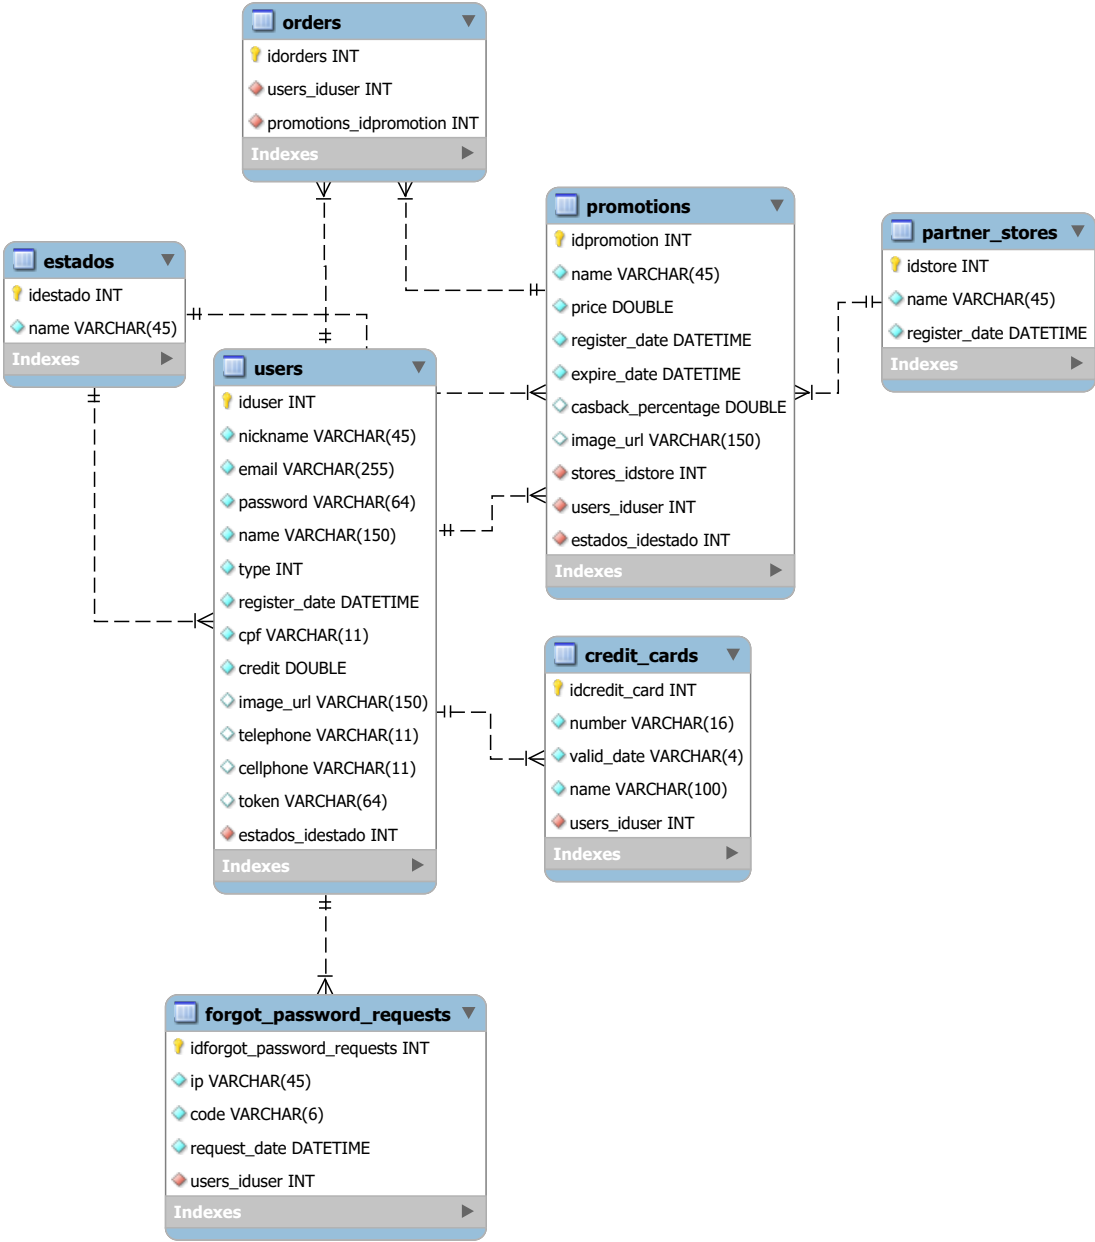 orders
idorders INT
users_iduser INT
promotions_idpromotion INT
Indexes
estados
idestado INT
name VARCHAR(45)
Indexes
promotions
idpromotion INT
name VARCHAR(45)
price DOUBLE
register_date DATETIME
expire_date DATETIME
casback_percentage DOUBLE
image_url VARCHAR(150)
stores_idstore INT
users_iduser INT
estados_idestado INT
Indexes
partner_stores
idstore INT
name VARCHAR(45)
register_date DATETIME
Indexes
users
iduser INT
nickname VARCHAR(45)
email VARCHAR(255)
password VARCHAR(64)
name VARCHAR(150)
type INT
register_date DATETIME
cpf VARCHAR(11)
credit DOUBLE
image_url VARCHAR(150)
telephone VARCHAR(11)
cellphone VARCHAR(11)
token VARCHAR(64)
estados_idestado INT
Indexes
credit_cards
idcredit_card INT
number VARCHAR(16)
valid_date VARCHAR(4)
name VARCHAR(100)
users_iduser INT
Indexes
forgot_password_requests
idforgot_password_requests INT
ip VARCHAR(45)
code VARCHAR(6)
request_date DATETIME
users_iduser INT
Indexes